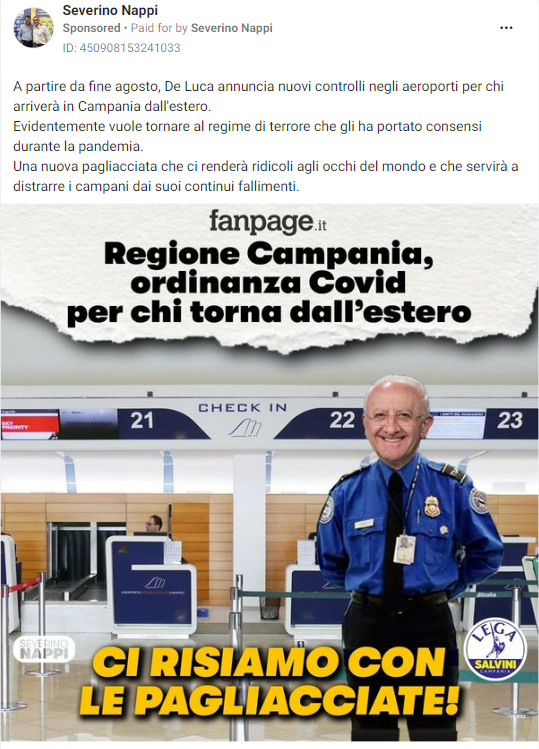 Severino Nappi
Sponsored • Paid for by Severino Nappi
ID: 450908153241033
A partire da fine agosto, De Luca annuncia nuovi controlli negli aeroporti per chi
arriverà in Campania dall'estero.
Evidentemente vuole tornare al regime di terrore che gli ha portato consensi
durante la pandemia.
Una nuova pagliacciata che ci renderà ridicoli agli occhi del mondo e che servirà a
distrarre i campani dai suoi continui fallimenti.
fanpage.it
Regione Campania,
ordinanza Covid
per chi torna dall'estero
21
CHECK IN
22
23
SKY
PRIORITY
SEVERINO
NAPPI
LEGA
SALVINI
CAMPANIA
CI RISIAMO CON
LE PAGLIACCIATE!